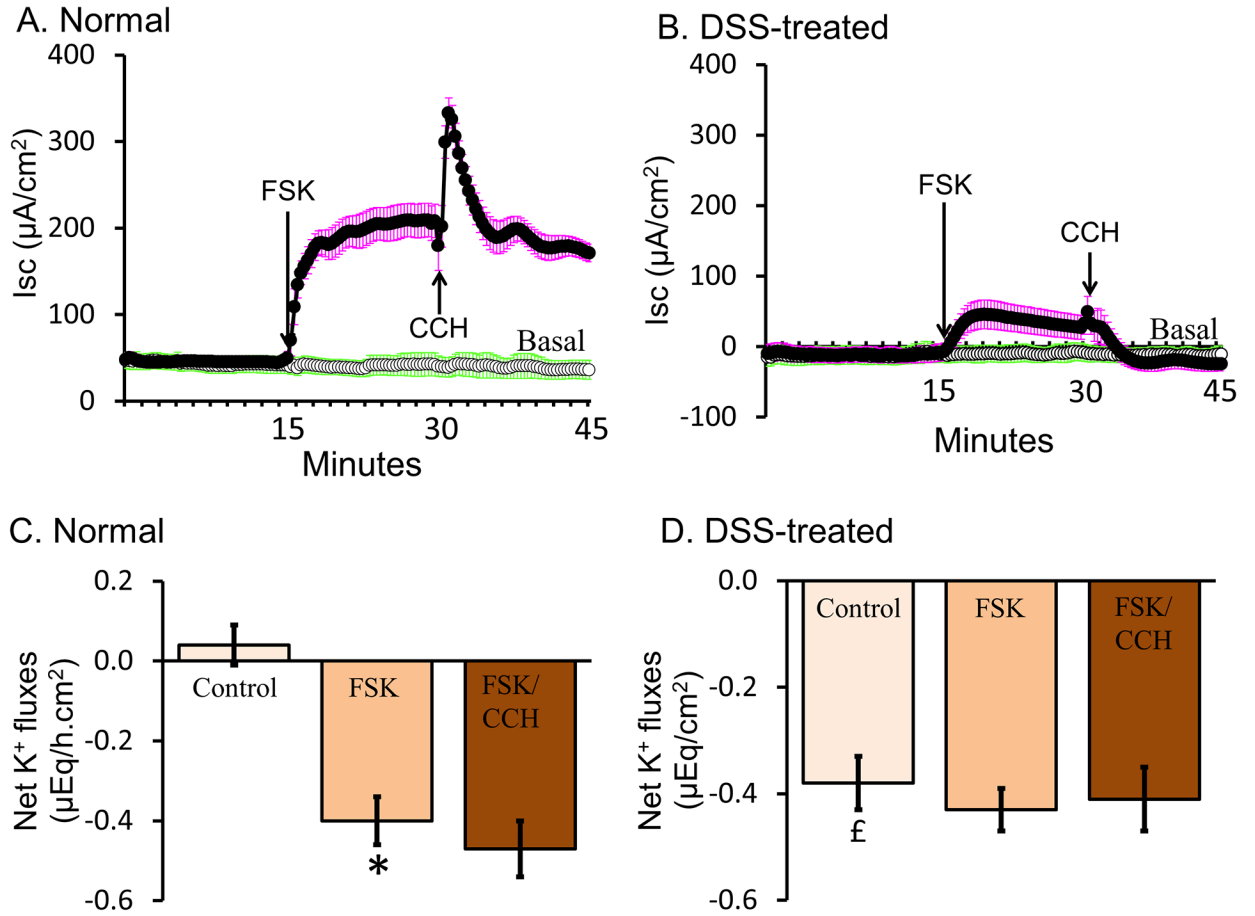 A. Normal
400
300
200
100
0
Isc (µA/cm²)
FSK
CCH
Basal
15
30
45
Minutes
B. DSS-treated
400
300
200
100
0
-100
Isc (µA/cm²)
FSK
CCH
Basal
15
30
45
Minutes
C. Normal
0.2
0.0
-0.2
-0.4
-0.6
Net K⁺ fluxes
(µEq/h.cm²)
Control
FSK
FSK/
CCH
*
D. DSS-treated
0.0
-0.2
-0.4
-0.6
Net K⁺ fluxes
(µEq/cm²)
Control
FSK
FSK/
CCH
£